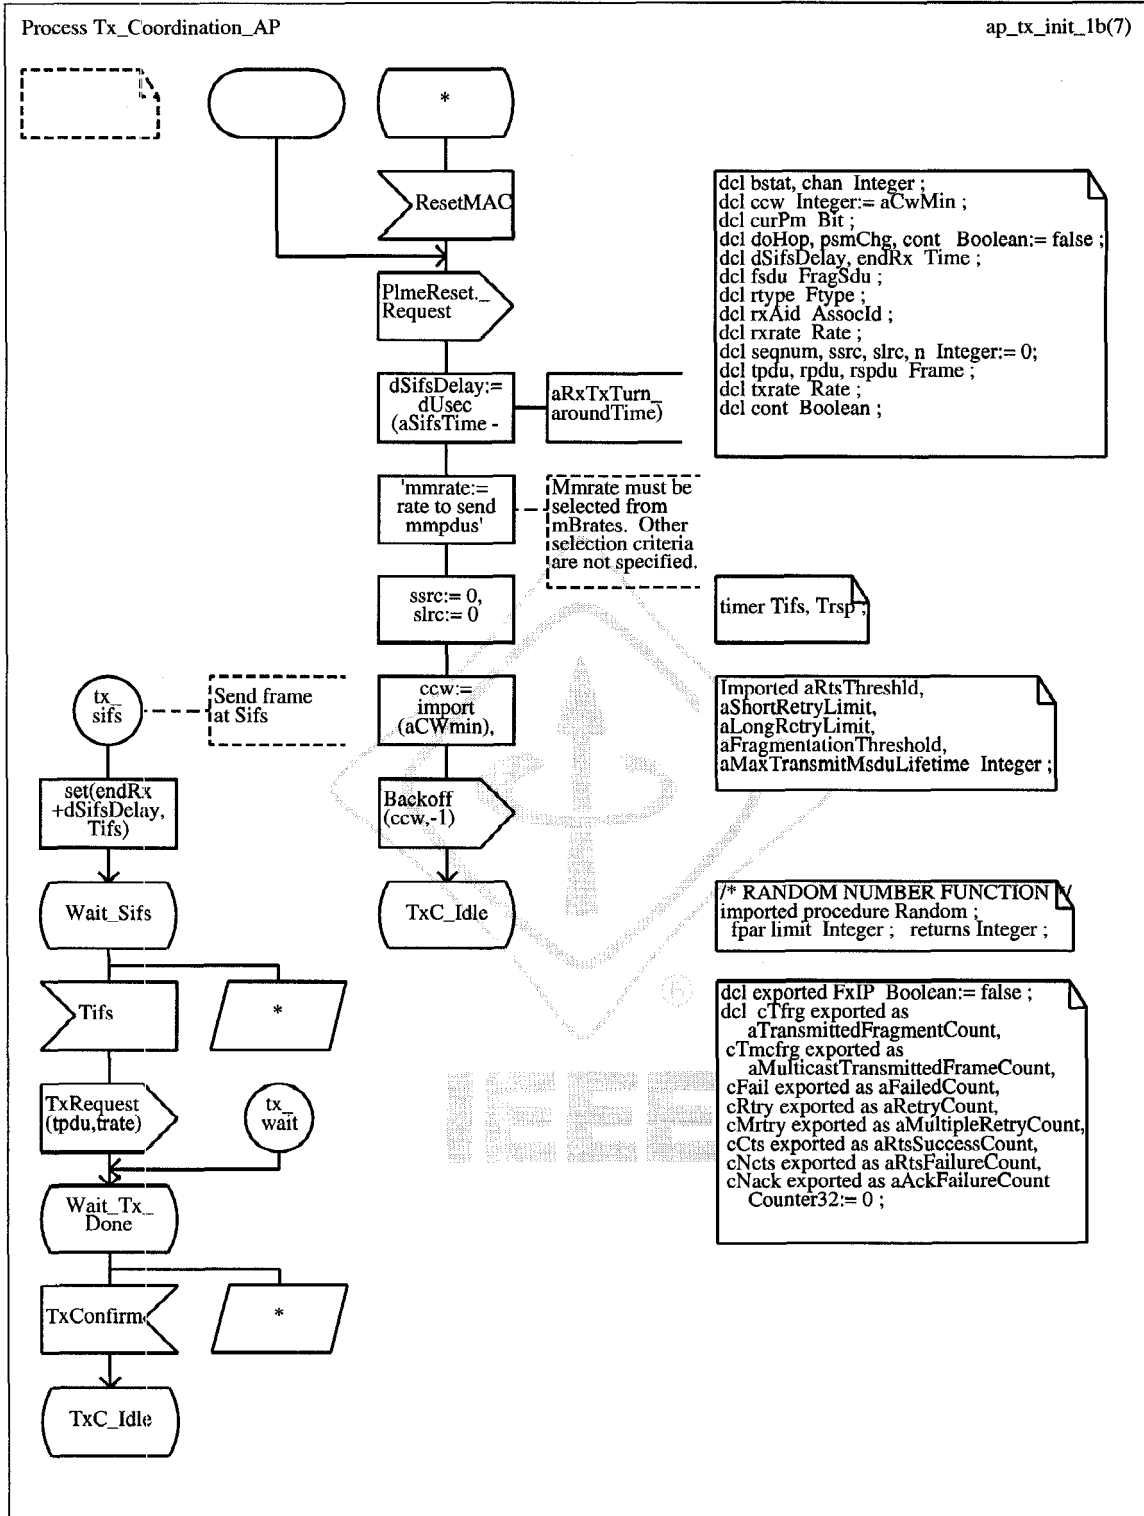 Process Tx_Coordination_AP
ap_tx_init_1b(7)
*
ResetMAC
PlmeReset._
Request
dSifsDelay:=
dUsec
(aSifsTime -
aRxTxTurn_
aroundTime)
'mmrate:=
rate to send
mmpdus'
Mmrate must be
selected from
mBrates. Other
selection criteria
are not specified.
ssrc:= 0,
slrc:= 0
ccw:=
import
(aCWmin),
Backoff
(ccw,-1)
TxC_Idle
tx_
sifs
Send frame
at Sifs
set(endRx
+dSifsDelay,
Tifs)
Wait_Sifs
Tifs
*
TxRequest
(tpdu,trate)
tx_
wait
Wait_Tx_
Done
TxConfirm
*
TxC_Idle
dcl bstat, chan Integer ;
dcl ccw Integer:= aCwMin ;
dcl curPm Bit ;
dcl doHop, psmChg, cont Boolean:= false ;
dcl dSifsDelay, endRx Time ;
dcl fsdu FragSdu ;
dcl rtype Ftype ;
dcl rxAid AssocId ;
dcl rxrate Rate ;
dcl seqnum, ssrc, slrc, n Integer:= 0;
dcl tpdu, rpdu, rspdu Frame ;
dcl txrate Rate ;
dcl cont Boolean ;
timer Tifs, Trsp ;
Imported aRtsThreshld,
aShortRetryLimit,
aLongRetryLimit,
aFragmentationThreshold,
aMaxTransmitMsduLifetime Integer ;
/* RANDOM NUMBER FUNCTION */
imported procedure Random ;
fpar limit Integer ; returns Integer ;
dcl exported FxIP Boolean:= false ;
dcl cTfrg exported as
aTransmittedFragmentCount,
cTmcfrg exported as
aMulticastTransmittedFrameCount,
cFail exported as aFailedCount,
cRtry exported as aRetryCount,
cMrtry exported as aMultipleRetryCount,
cCts exported as aRtsSuccessCount,
cNcts exported as aRtsFailureCount,
cNack exported as aAckFailureCount
Counter32:= 0 ;
IEEE
®